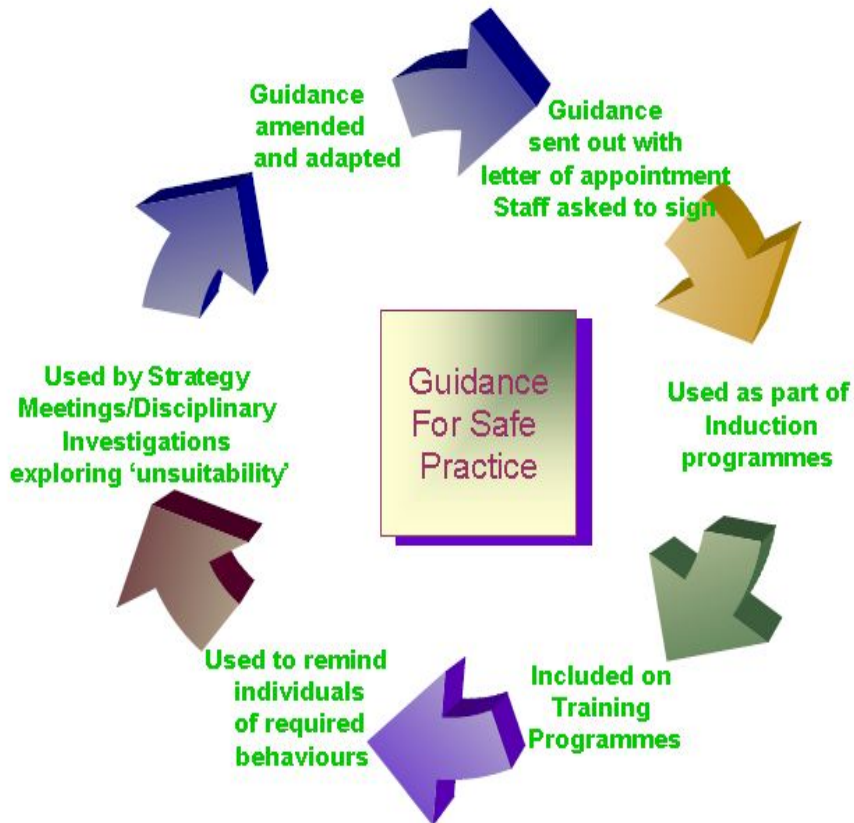 Guidance
amended
and adapted
Guidance
sent out with
letter of appointment
Staff asked to sign
Used as part of
Induction
programmes
Included on
Training
Programmes
Used to remind
individuals
of required
behaviours
Used by Strategy
Meetings/Disciplinary
Investigations
exploring ‘unsuitability’
Guidance
For Safe
Practice